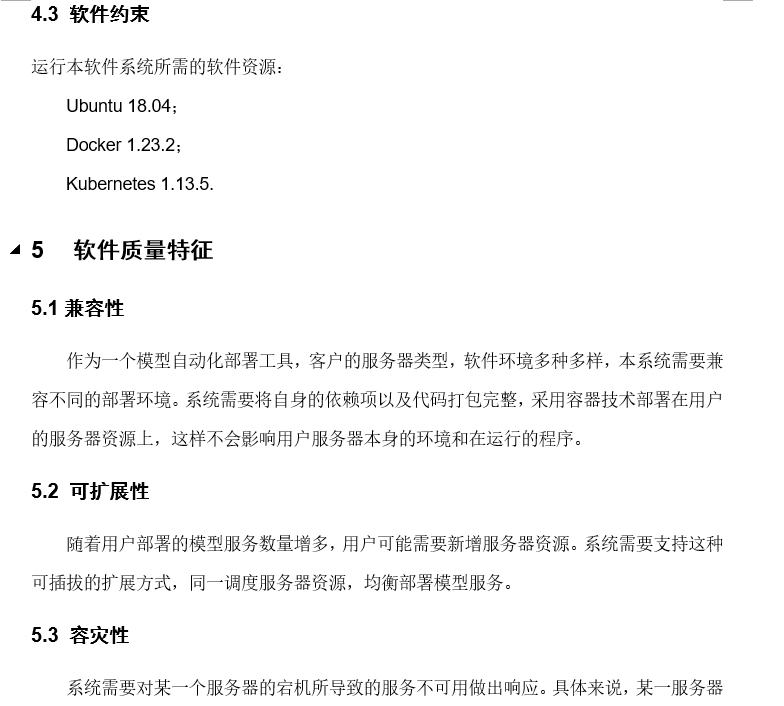 4.3 软件约束
运行本软件系统所需的软件资源：
Ubuntu 18.04；
Docker 1.23.2；
Kubernetes 1.13.5.
5 软件质量特征
5.1 兼容性
作为一个模型自动化部署工具，客户的服务器类型，软件环境多种多样，本系统需要兼
容不同的部署环境。系统需要将自身的依赖项以及代码打包完整，采用容器技术部署在用户
的服务器资源上，这样不会影响用户服务器本身的环境和在运行的程序。
5.2 可扩展性
随着用户部署的模型服务数量增多，用户可能需要新增服务器资源。系统需要支持这种
可插拔的扩展方式，同一调度服务器资源，均衡部署模型服务。
5.3 容灾性
系统需要对某一个服务器的宕机所导致的服务不可用做出响应。具体来说，某一服务器